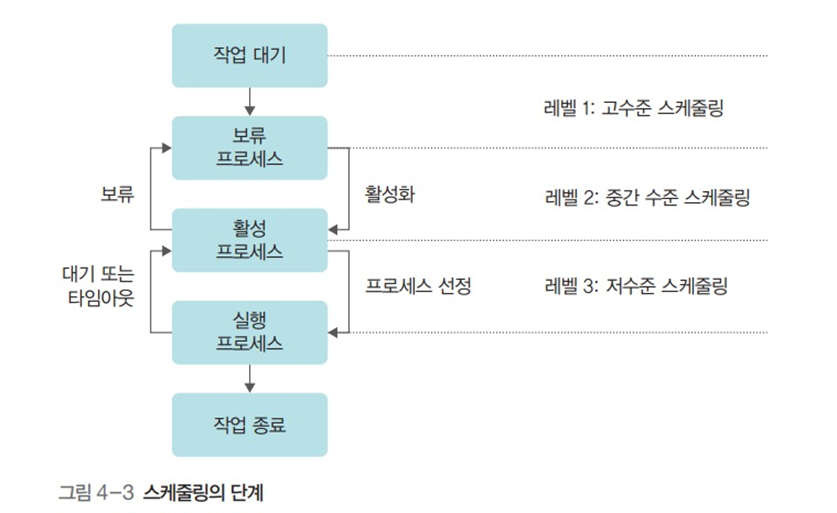 작업 대기
레벨 1: 고수준 스케줄링
보류
프로세스
보류
활성화
레벨 2: 중간 수준 스케줄링
활성
프로세스
대기 또는
타임아웃
프로세스 선정
레벨 3: 저수준 스케줄링
실행
프로세스
작업 종료
그림 4-3 스케줄링의 단계